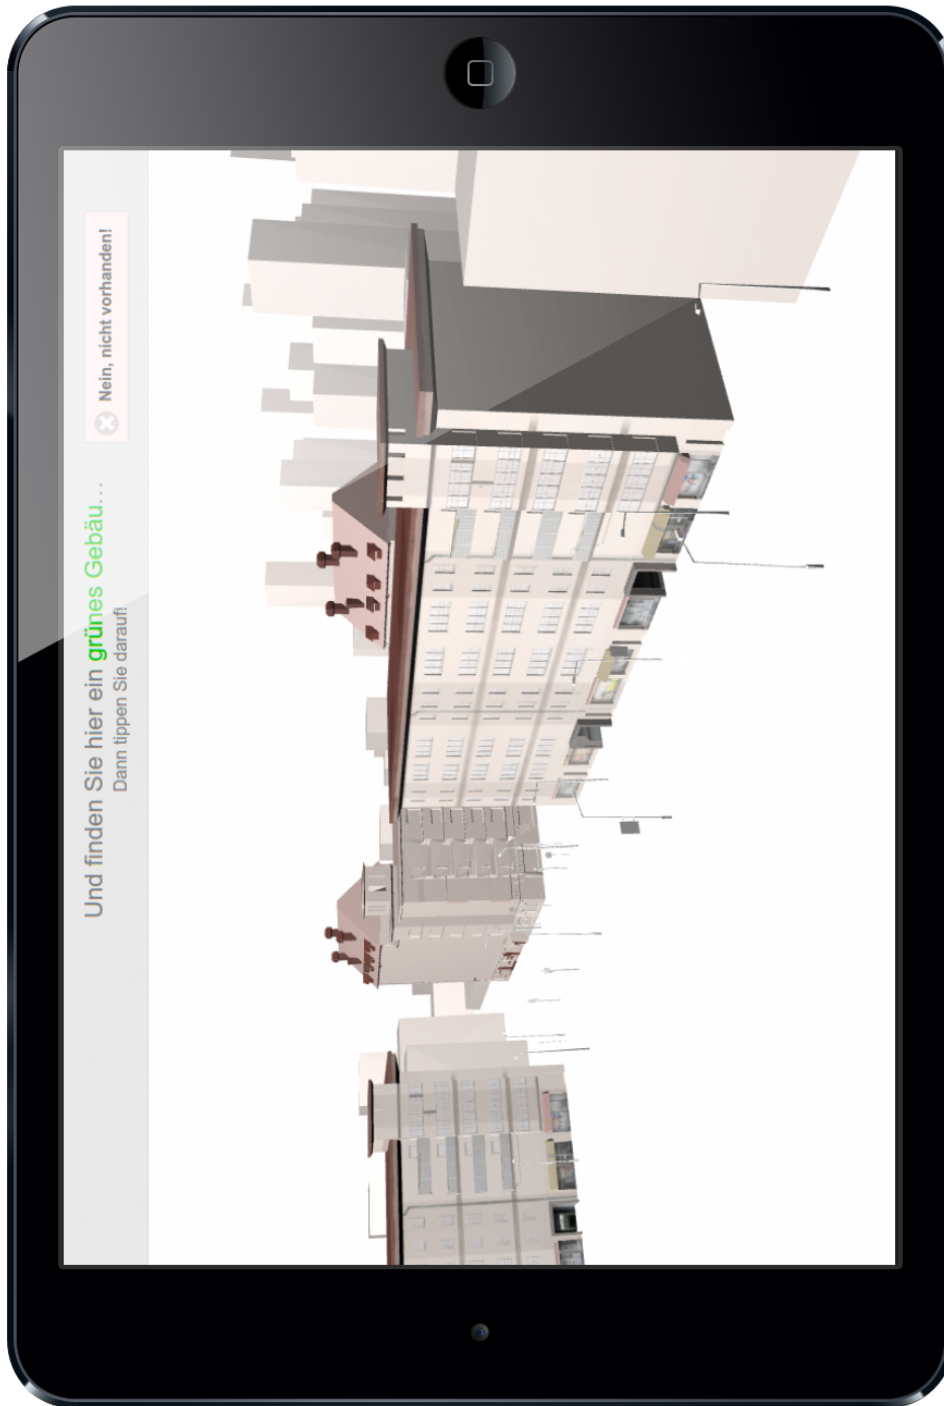 Und finden Sie hier ein grünes Gebäu...
Dann tippen Sie darauf!
Nein, nicht vorhanden!